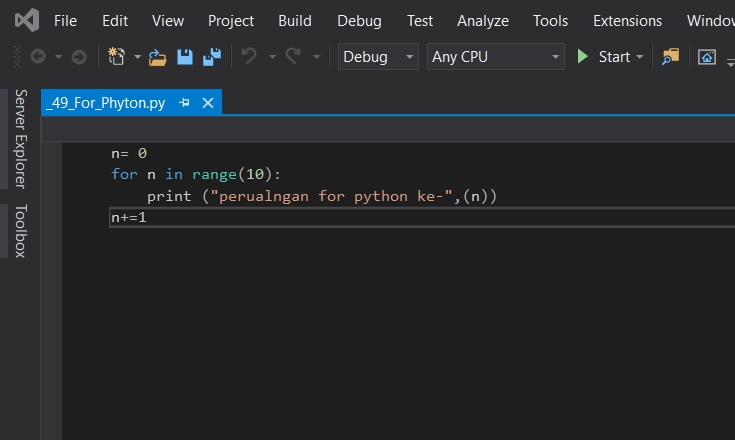 File Edit View Project Build Debug Test Analyze Tools Extensions Windo
Debug Any CPU Start
_49_For_Phyton.py
Server Explorer
Toolbox
n= 0
for n in range(10):
print ("perualngan for python ke-",(n))
n+=1